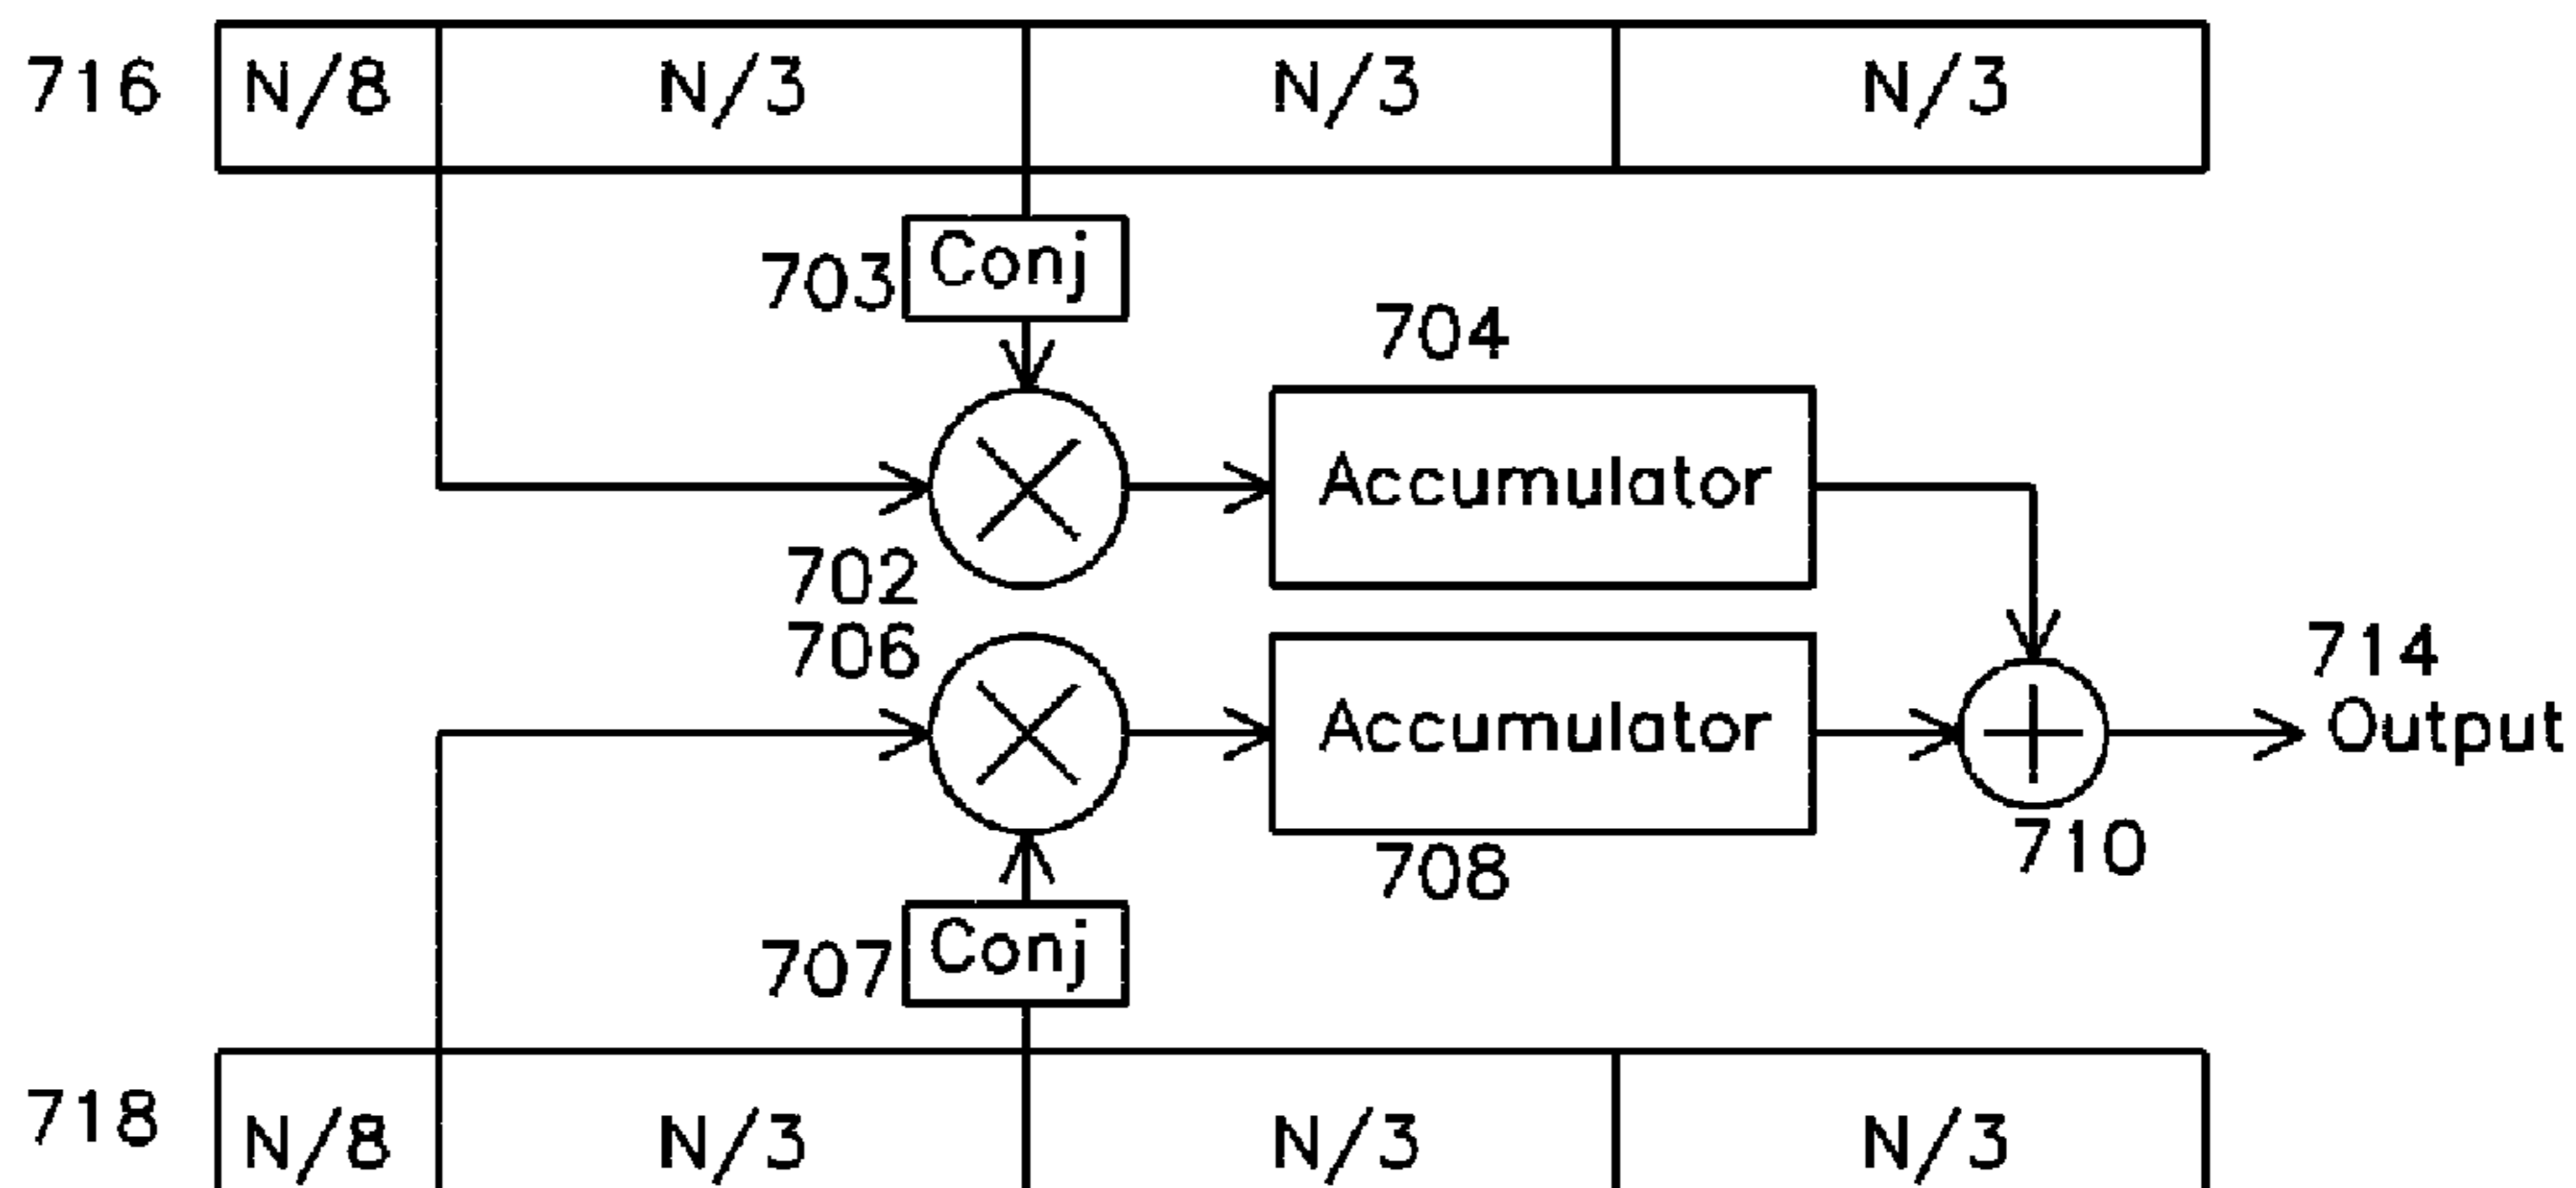 716 N/8 N/3 N/3 N/3
703 Conj
704
Accumulator
702
706
714
Accumulator
Output
710
708
707 Conj
718 N/8 N/3 N/3 N/3